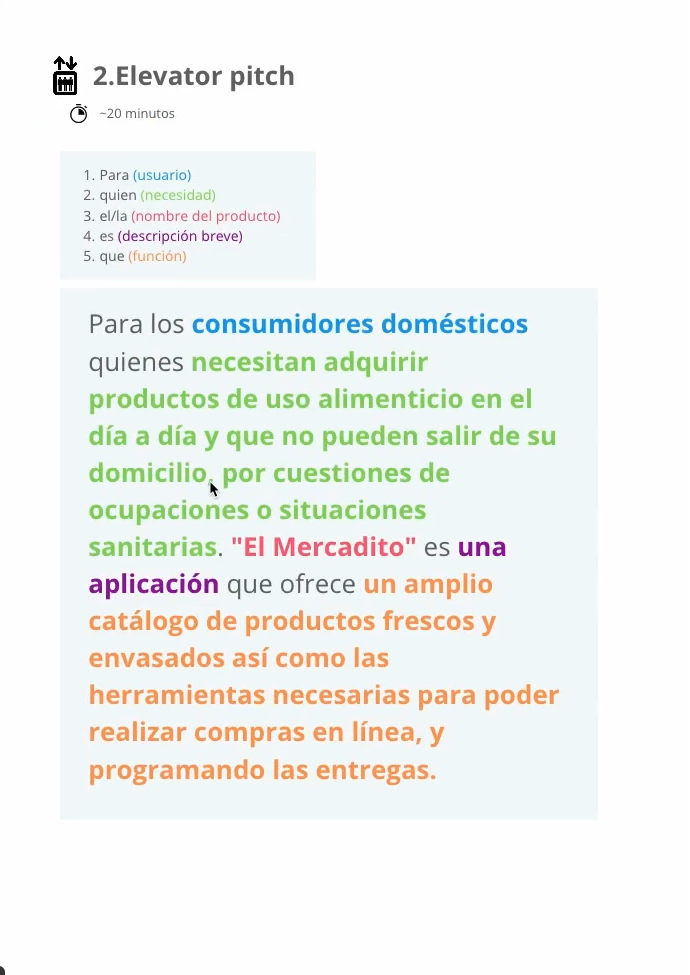 2.Elevator pitch
~20 minutos
1. Para (usuario)
2. quien (necesidad)
3. el/la (nombre del producto)
4. es (descripción breve)
5. que (función)
Para los consumidores domésticos
quienes necesitan adquirir
productos de uso alimenticio en el
día a día y que no pueden salir de su
domicilio, por cuestiones de
ocupaciones o situaciones
sanitarias. "El Mercadito" es una
aplicación que ofrece un amplio
catálogo de productos frescos y
envasados así como las
herramientas necesarias para poder
realizar compras en línea, y
programando las entregas.